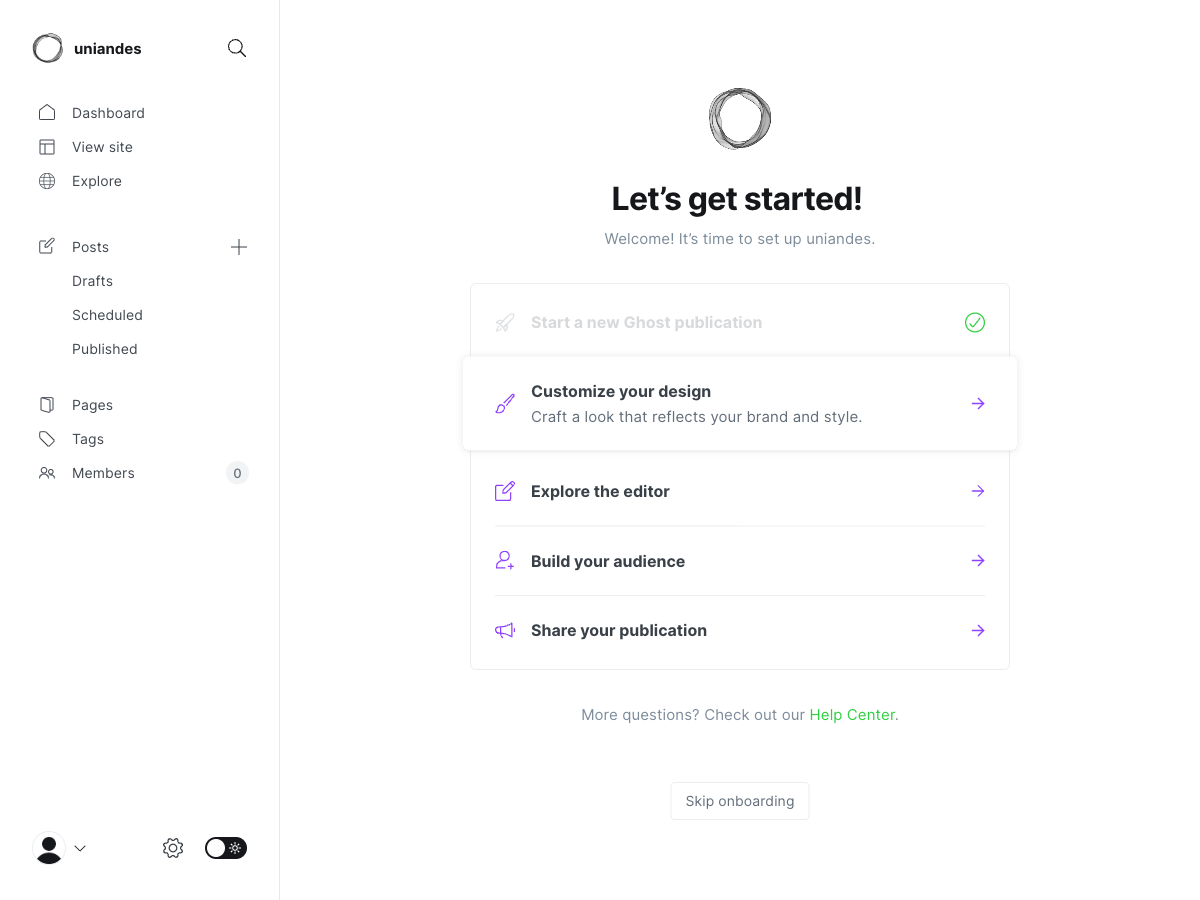 uniandes
Dashboard
View site
Explore
Posts
Drafts
Scheduled
Published
Pages
Tags
Members 0
Let’s get started!
Welcome! It’s time to set up uniandes.
Start a new Ghost publication
Customize your design
Craft a look that reflects your brand and style.
Explore the editor
Build your audience
Share your publication
More questions? Check out our Help Center.
Skip onboarding